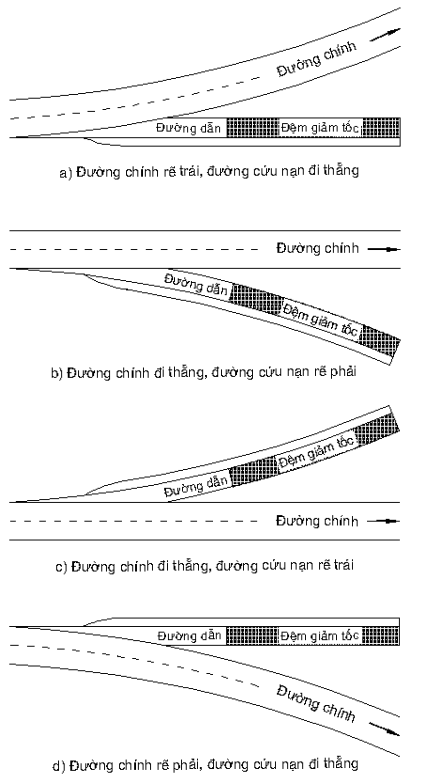 Đường chính
Đường dẫn Đệm giảm tốc
a) Đường chính rẽ trái, đường cứu nạn đi thẳng
Đường chính
Đường dẫn Đệm giảm tốc
b) Đường chính đi thẳng, đường cứu nạn rẽ phải
Đường dẫn Đệm giảm tốc
Đường chính
c) Đường chính đi thẳng, đường cứu nạn rẽ trái
Đường dẫn Đệm giảm tốc
Đường chính
d) Đường chính rẽ phải, đường cứu nạn đi thẳng